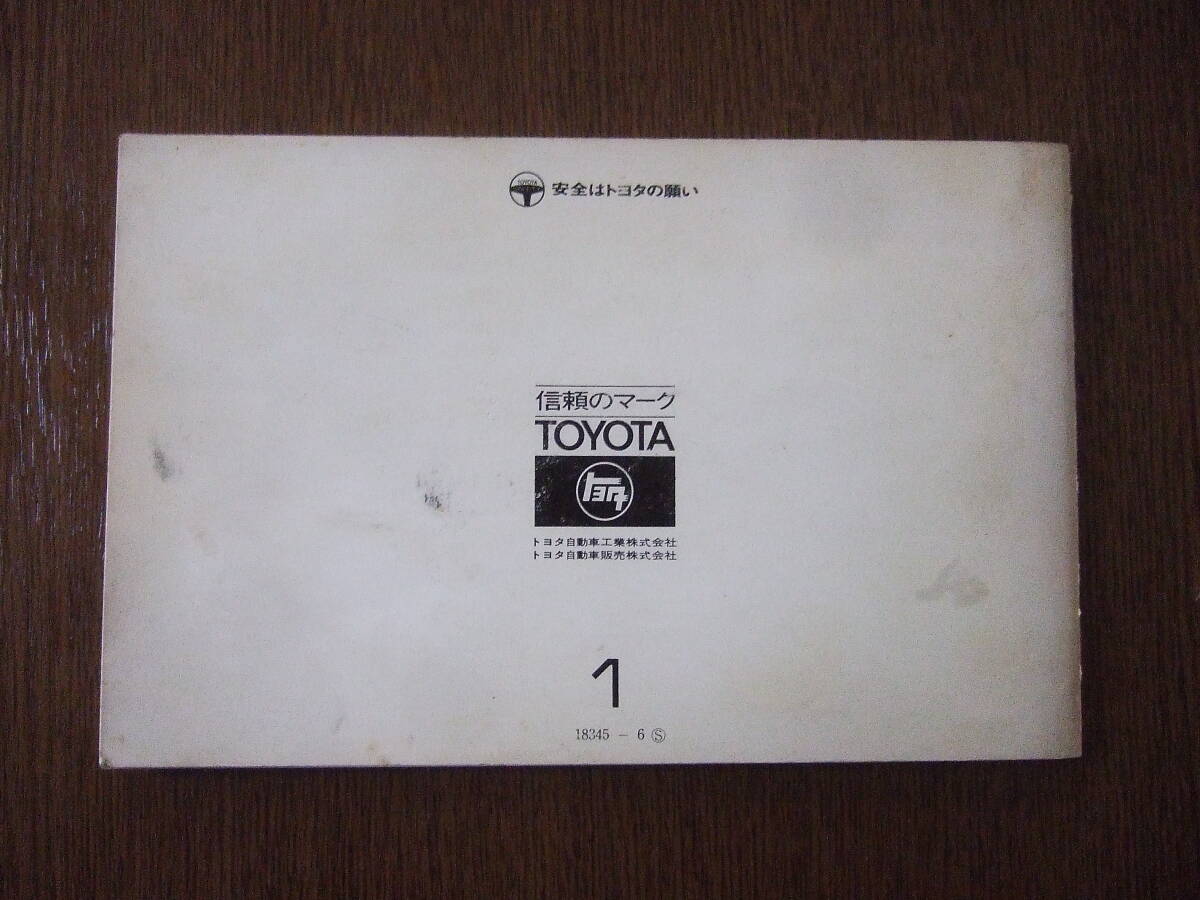 TOYOTA 安全はトヨタの願い
信頼のマーク
TOYOTA
トヨタ
トヨタ自動車工業株式会社
トヨタ自動車販売株式会社
1
18345 - 6 Ⓢ